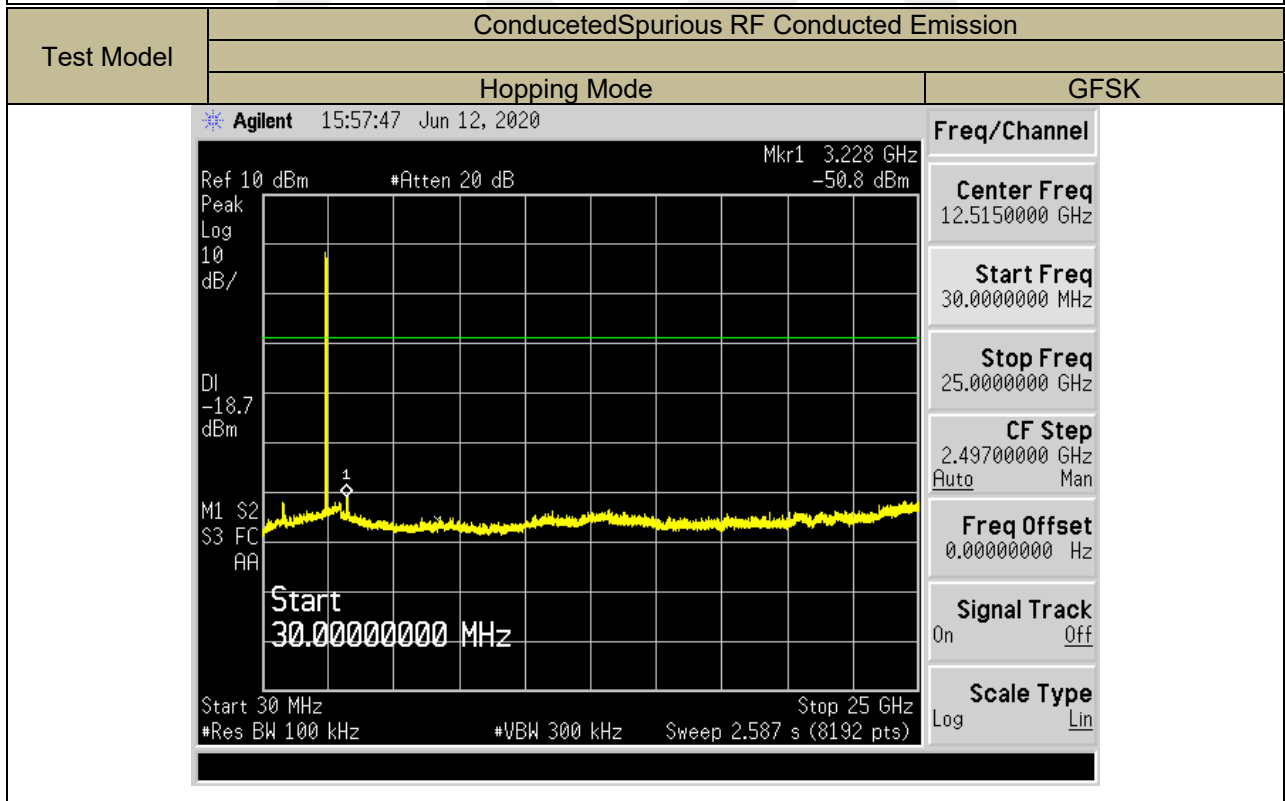 ConducetedSpurious RF Conducted Emission
Test Model
Hopping Mode GFSK
Agilent 15:57:47 Jun 12, 2020
Mkr1 3.228 GHz
Ref 10 dBm #Atten 20 dB -50.8 dBm
Peak
Log
10
dB/
DI
-18.7
dBm
1
M1 S2
S3 FC
AA
Start
30.00000000 MHz
Start 30 MHz Stop 25 GHz
#Res BW 100 kHz #VBW 300 kHz Sweep 2.587 s (8192 pts)
Freq/Channel
Center Freq
12.5150000 GHz
Start Freq
30.0000000 MHz
Stop Freq
25.0000000 GHz
CF Step
2.49700000 GHz
Auto Man
Freq Offset
0.00000000 Hz
Signal Track
On Off
Scale Type
Log Lin